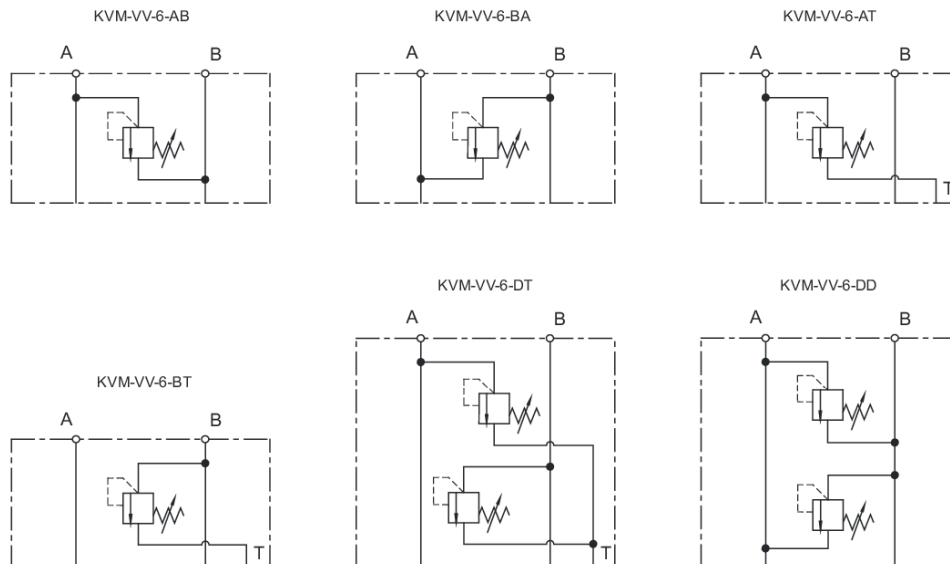 KVM-VV-6-AB
KVM-VV-6-BA
KVM-VV-6-AT
A B
A B
A B
T
KVM-VV-6-DT
KVM-VV-6-DD
A B
A B
KVM-VV-6-BT
A B
T
T